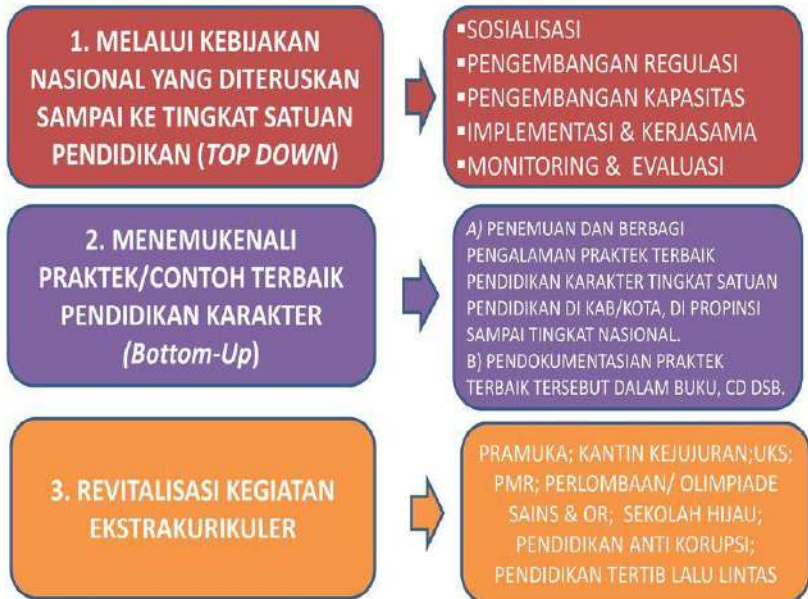 1. MELALUI KEBIJAKAN
NASIONAL YANG DITERUSKAN
SAMPAI KE TINGKAT SATUAN
PENDIDIKAN (TOP DOWN)
▪SOSIALISASI
▪PENGEMBANGAN REGULASI
▪PENGEMBANGAN KAPASITAS
▪IMPLEMENTASI & KERJASAMA
▪MONITORING & EVALUASI
2. MENEMUKENALI
PRAKTEK/CONTOH TERBAIK
PENDIDIKAN KARAKTER
(Bottom-Up)
A) PENEMUAN DAN BERBAGI
PENGALAMAN PRAKTEK TERBAIK
PENDIDIKAN KARAKTER TINGKAT SATUAN
PENDIDIKAN DI KAB/KOTA, DI PROPINSI
SAMPAI TINGKAT NASIONAL.
B) PENDOKUMENTASIAN PRAKTEK
TERBAIK TERSEBUT DALAM BUKU, CD DSB.
3. REVITALISASI KEGIATAN
EKSTRAKURIKULER
PRAMUKA; KANTIN KEJUJURAN;UKS;
PMR; PERLOMBAAN/ OLIMPIADE
SAINS & OR; SEKOLAH HIJAU;
PENDIDIKAN ANTI KORUPSI;
PENDIDIKAN TERTIB LALU LINTAS